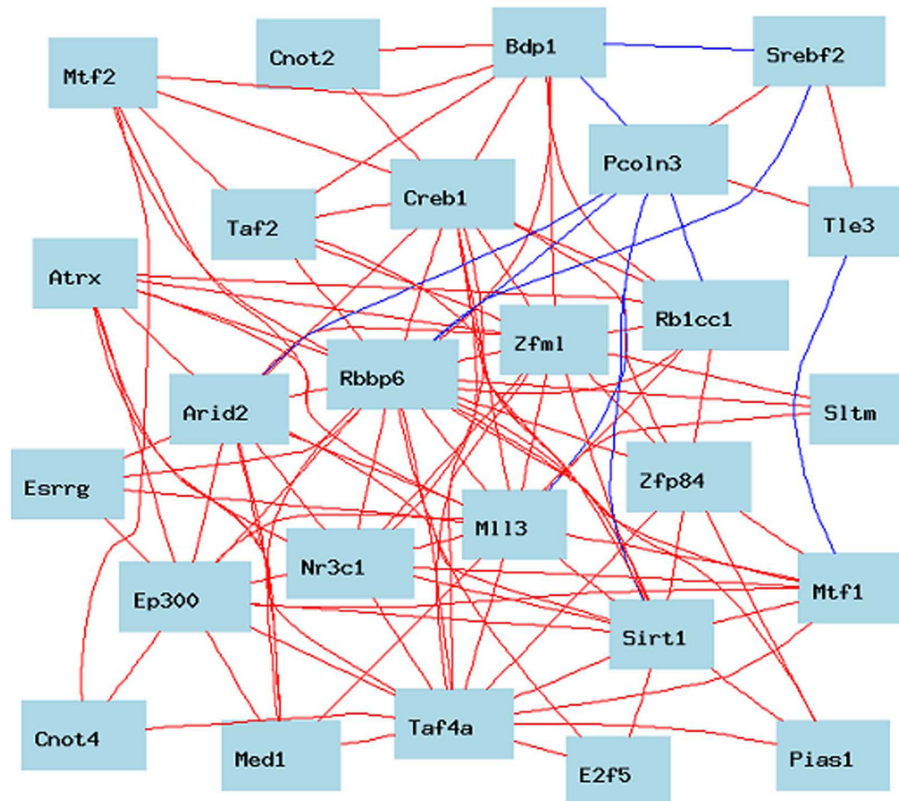 Cnot2
Bdp1
Srebf2
Mtf2
Pcoln3
Creb1
Taf2
Tle3
Atrx
Rb1cc1
Zfml
Rbbp6
Arid2
Sltm
Esrrg
Zfp84
Mll3
Nr3c1
Ep300
Mtf1
Sirt1
Taf4a
Cnot4
Med1
E2f5
Pias1